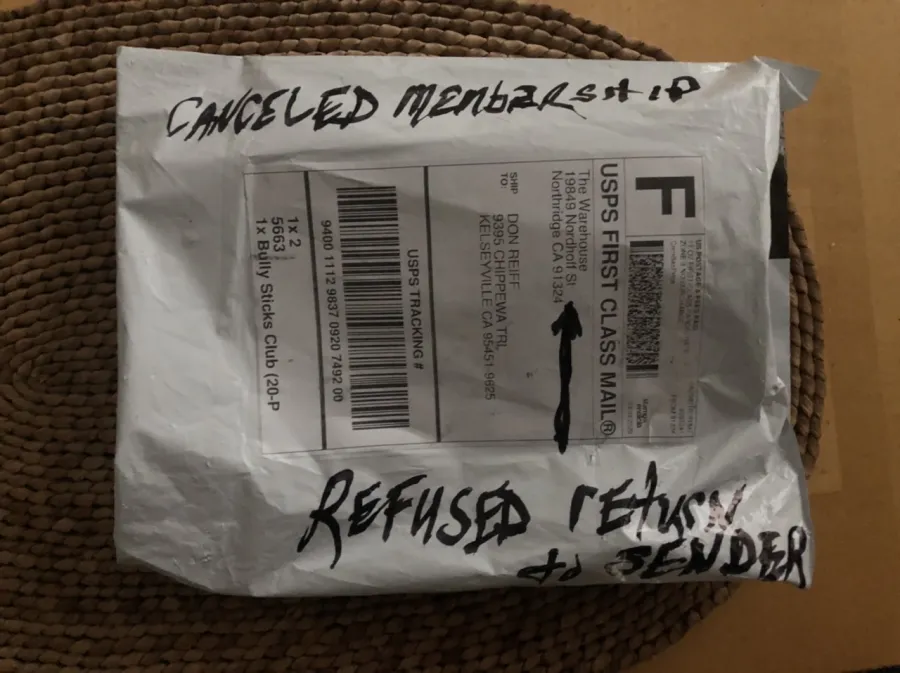 CANCELED MEMBERSHIP
F
USPS FIRST CLASS MAIL®
The Warehouse
19849 Nordhoff St
Northridge CA 91324
SHIP
TO:
DON REIFF
9395 CHIPPEWA TRL
KELSEYVILLE CA 95451 9625
USPS TRACKING #
9400 1112 9837 0920 7492 00
1 x 2
5663
1x Bully Sticks Club (20-P
REFUSED return
to SENDER